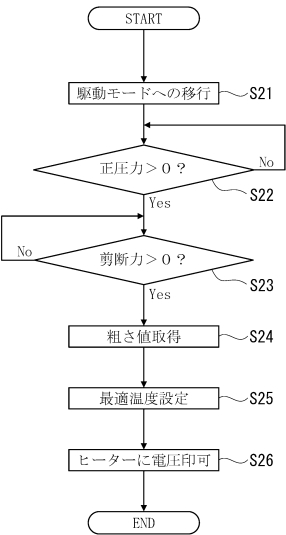 START
駆動モードへの移行 S21
正圧力＞０？ No
S22
Yes
No 剪断力＞０？
S23
Yes
粗さ値取得 S24
最適温度設定 S25
ヒーターに電圧印可 S26
END